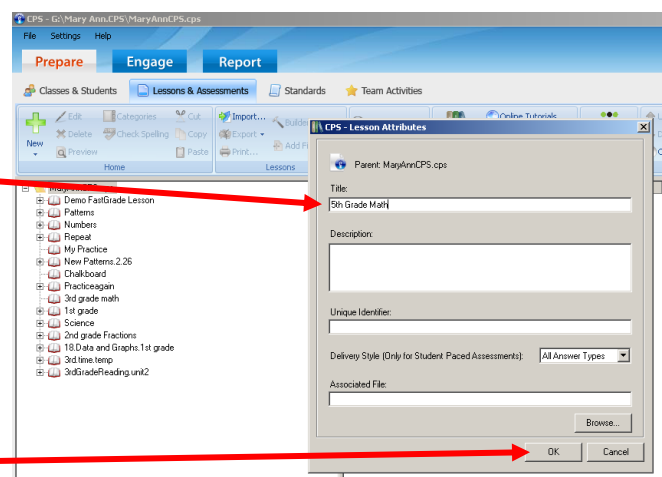 CPS - G:\Mary Ann.CPS\MaryAnnCPS.cps
File Settings Help
Prepare Engage Report
Classes & Students Lessons & Assessments Standards Team Activities
New
Edit Categories Cut
Delete Check Spelling Copy
Preview Paste
Home
Import... Builder
Export
Print... Add
Lessons
Online Tutorials
CPS - Lesson Attributes
Parent: MaryAnnCPS.cps
Title:
5th Grade Math
Description:
Unique Identifier:
Delivery Style (Only for Student Paced Assessments): All Answer Types
Associated File:
Browse...
OK Cancel
Demo FastGrade Lesson
Patterns
Numbers
Repeat
My Practice
New Patterns.2.26
Chalkboard
Practiceagain
3rd grade math
1st grade
Science
2nd grade Fractions
18.Data and Graphs.1st grade
3rd.time.temp
3rdGradeReading.unit2